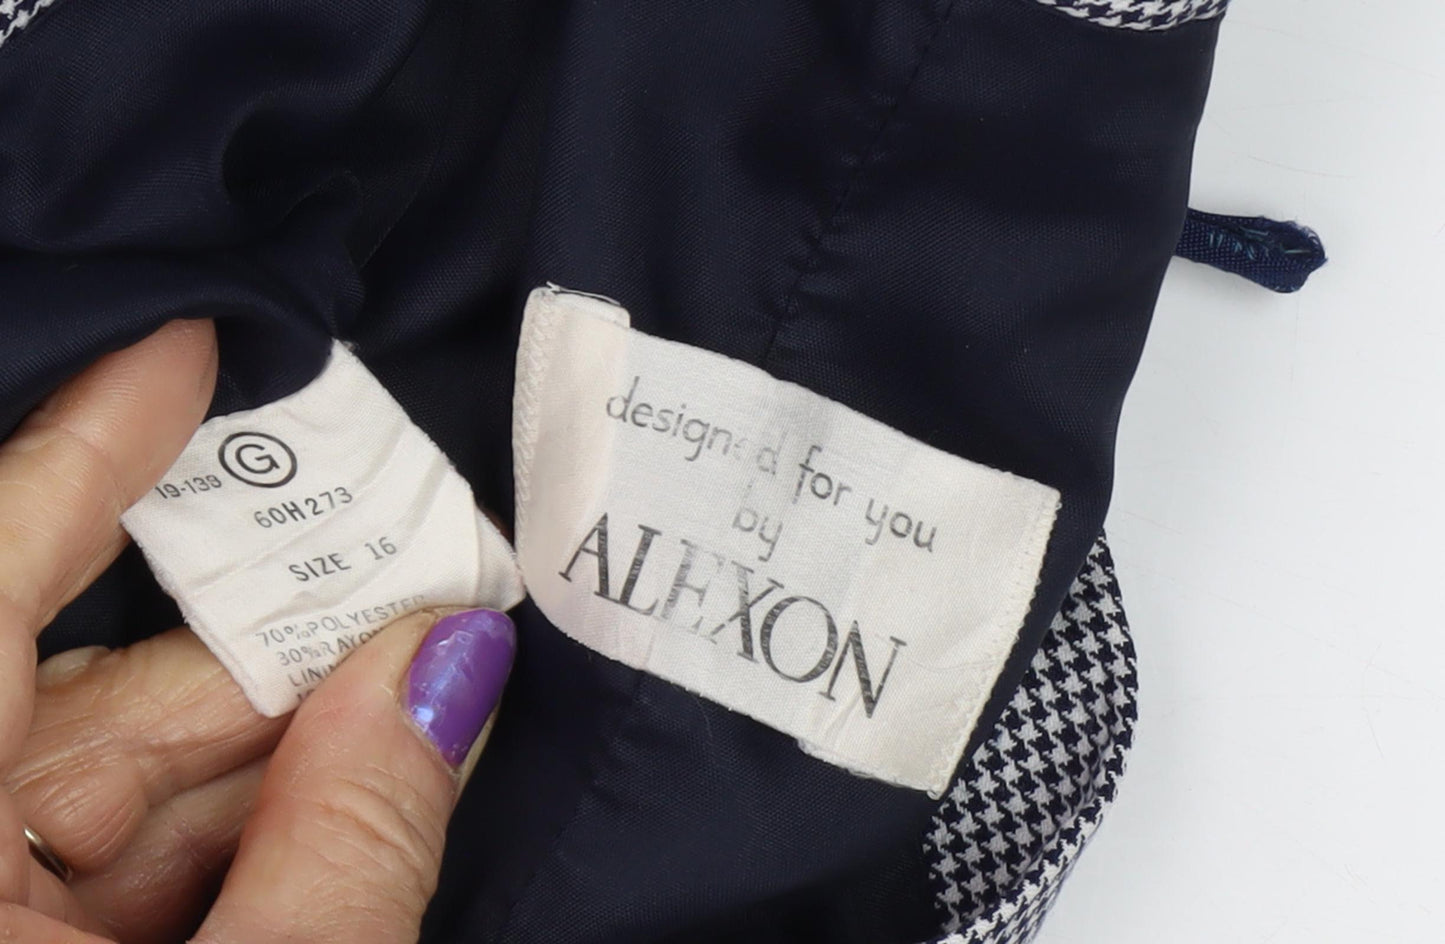 G
19-139
60H273
SIZE 16
70% POLYESTER
30% RAYON
designed for you
by
ALEXON